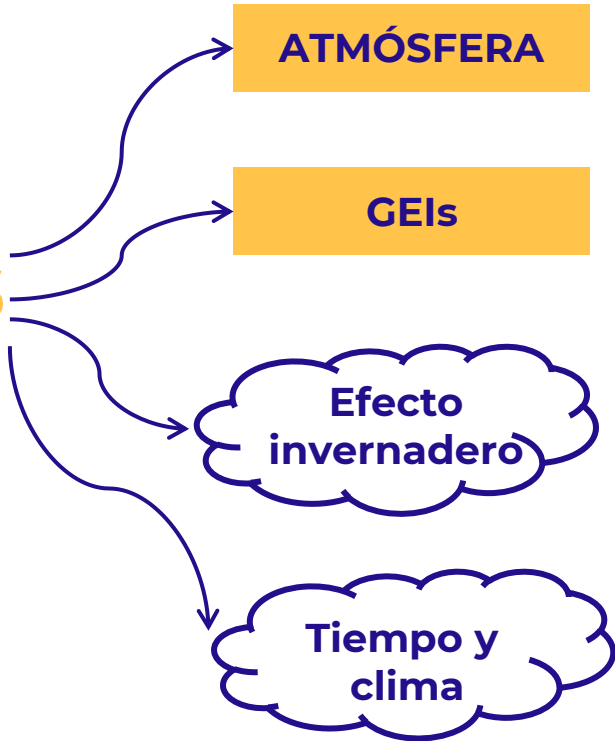 ATMÓSFERA
GEIs
Efecto
invernadero
Tiempo y
clima